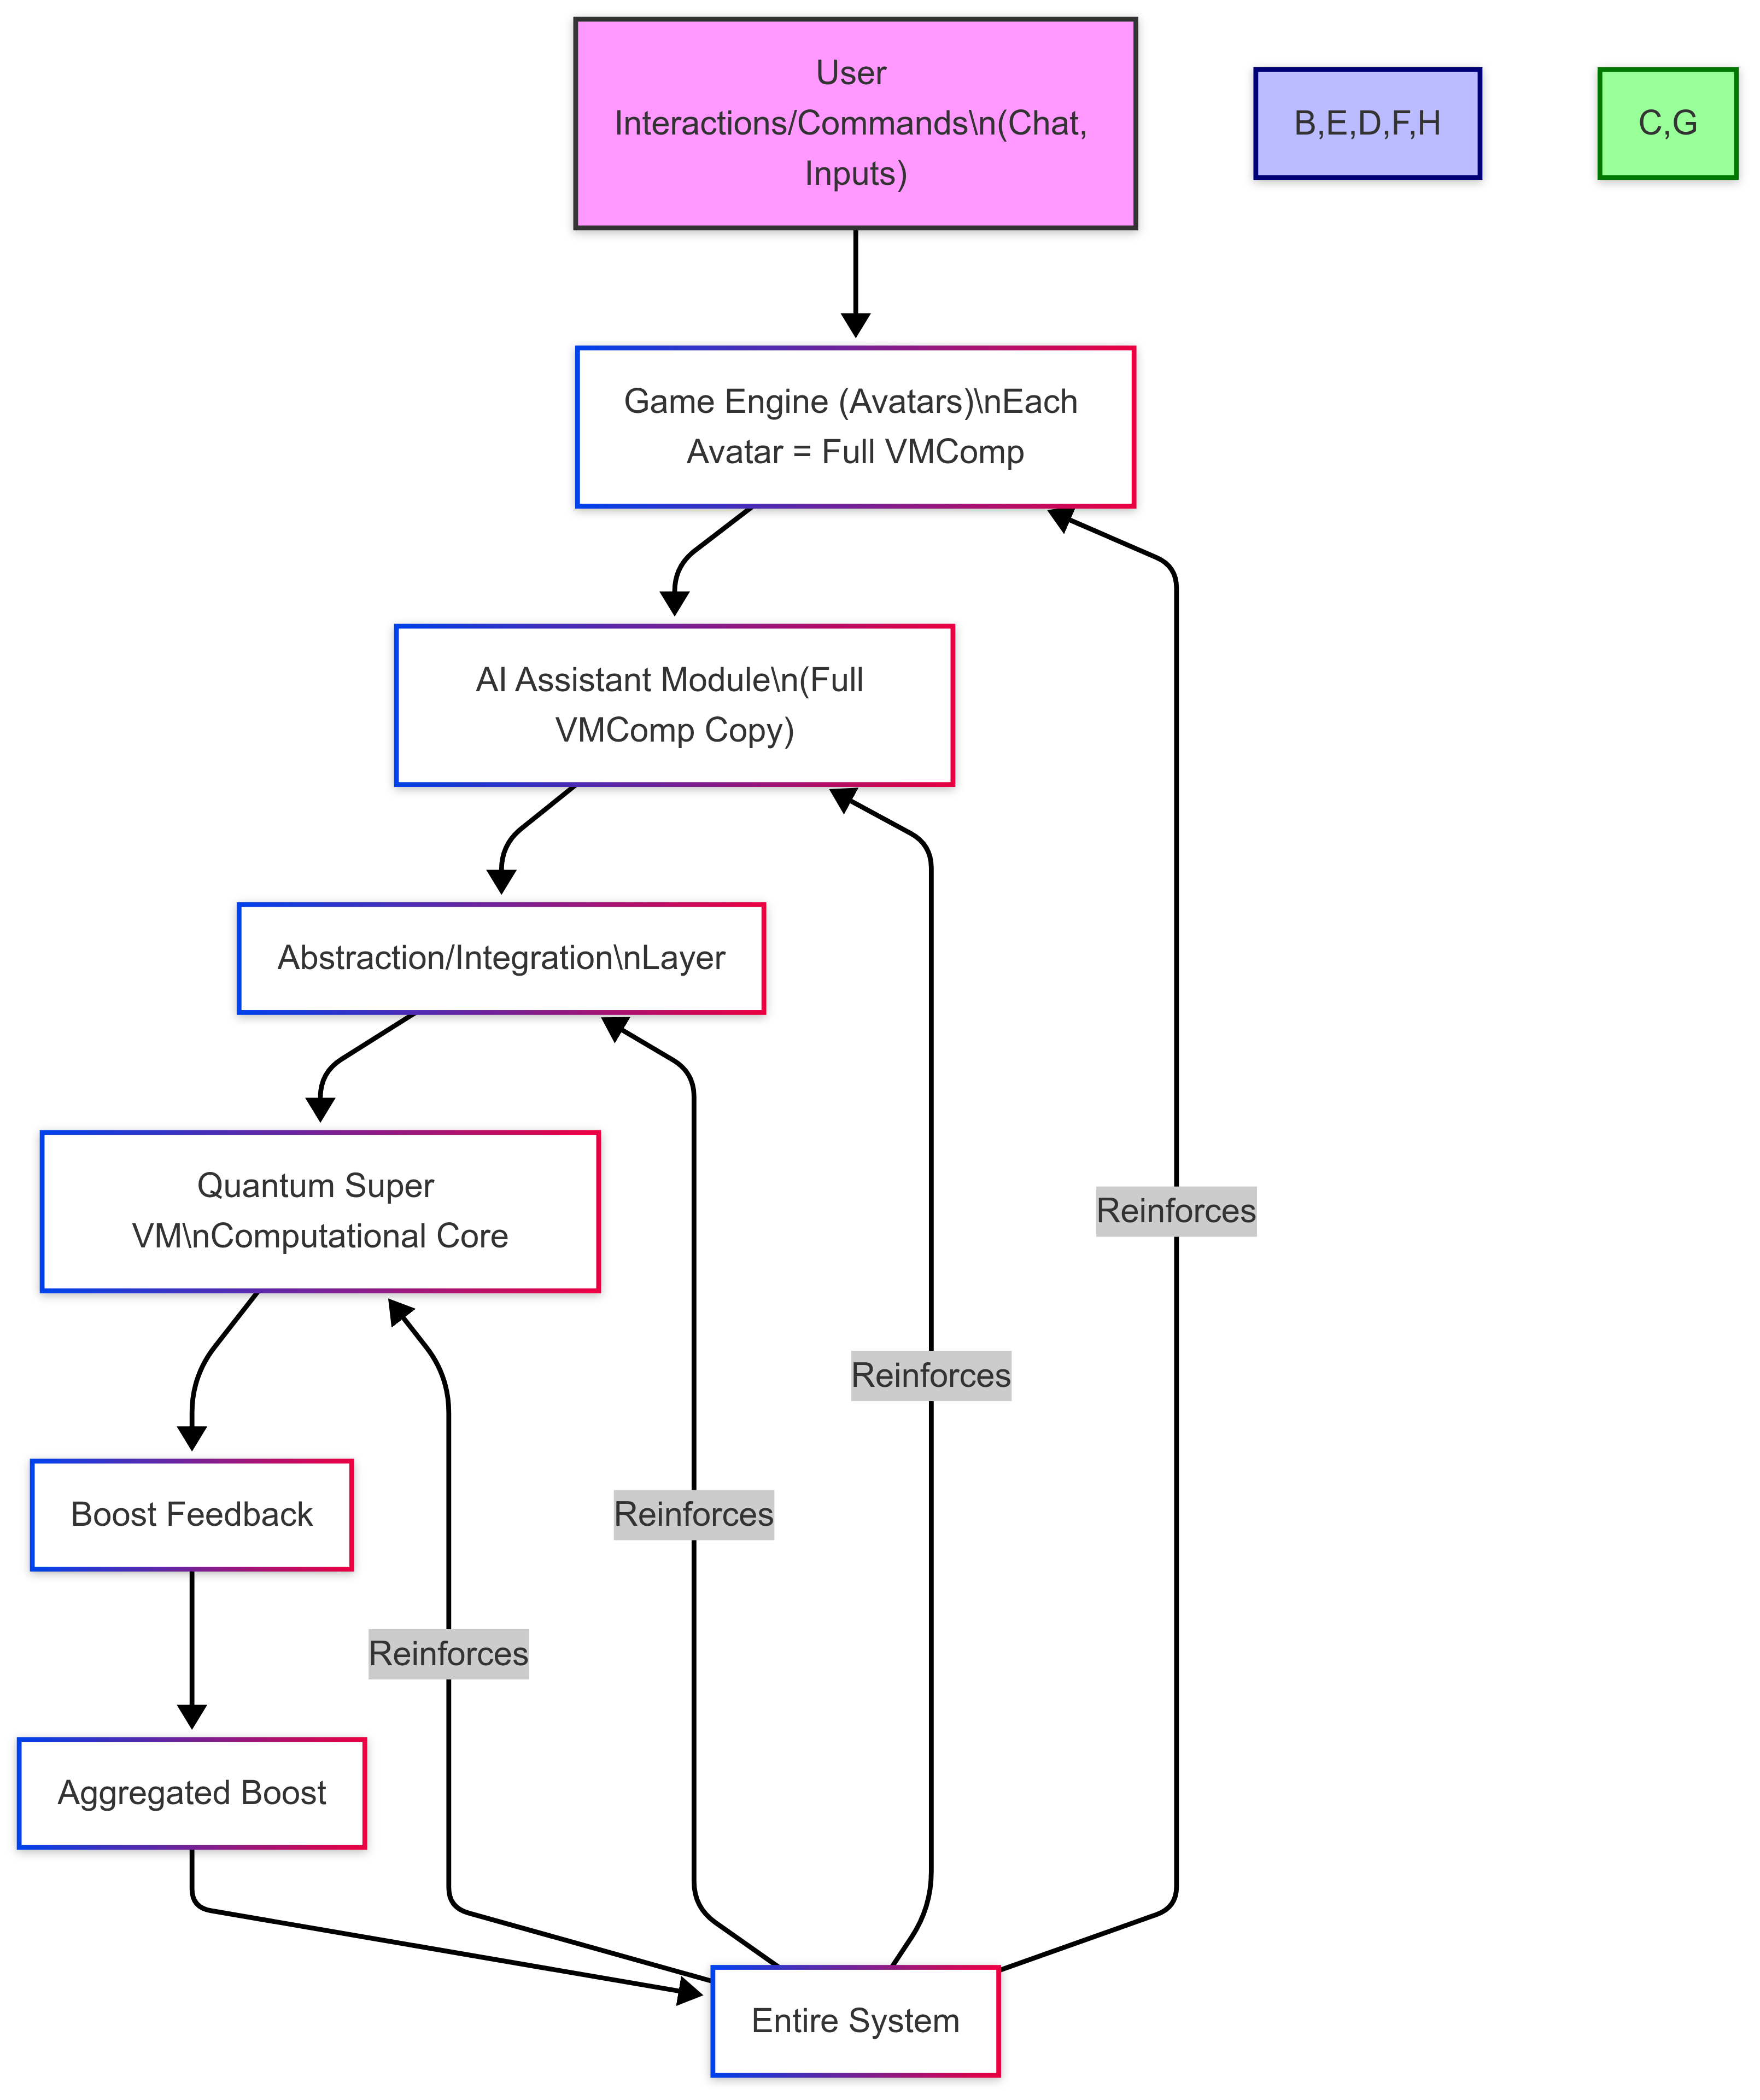 User
Interactions/Commands\n(Chat,
Inputs)
B,E,D,F,H
C,G
Game Engine (Avatars)\nEach
Avatar = Full VMComp
AI Assistant Module\n(Full
VMComp Copy)
Abstraction/Integration\nLayer
Quantum Super
VM\nComputational Core
Reinforces
Reinforces
Boost Feedback
Reinforces
Reinforces
Aggregated Boost
Entire System